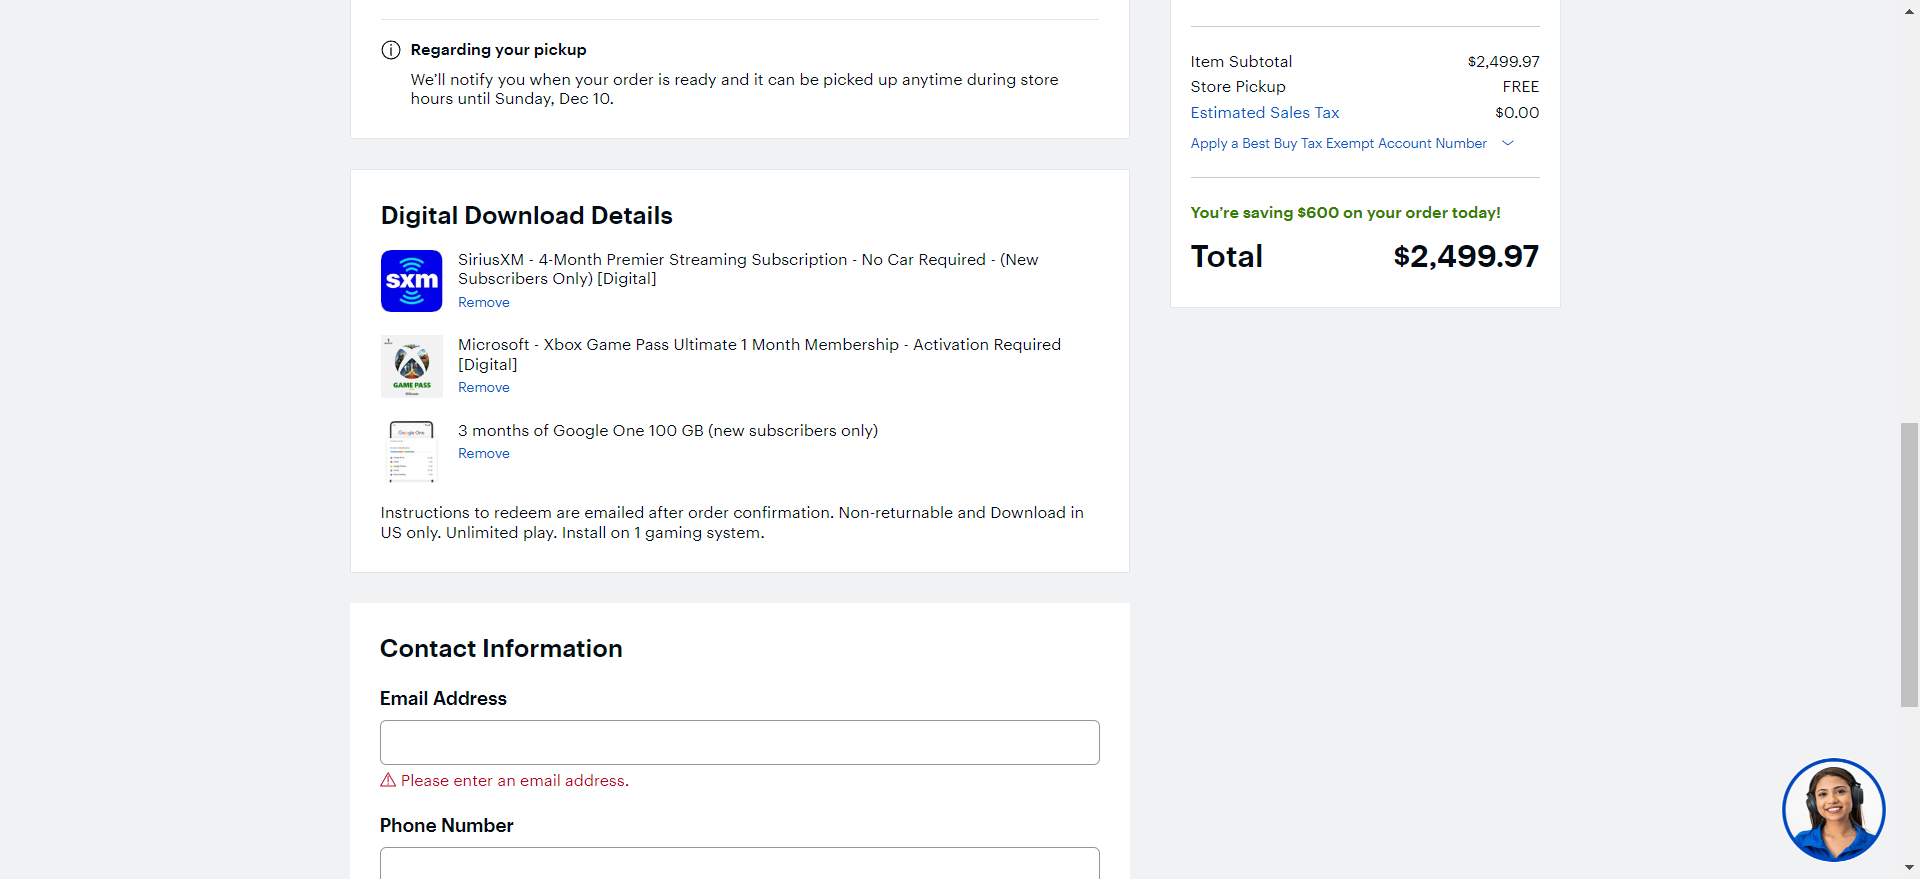 Regarding your pickup
We'll notify you when your order is ready and it can be picked up anytime during store
hours until Sunday, Dec 10.
Digital Download Details
sxm
SiriusXM - 4-Month Premier Streaming Subscription - No Car Required - (New
Subscribers Only) [Digital]
Remove
GAME PASS
Microsoft - Xbox Game Pass Ultimate 1 Month Membership - Activation Required
[Digital]
Remove
Google One
3 months of Google One 100 GB (new subscribers only)
Remove
Instructions to redeem are emailed after order confirmation. Non-returnable and Download in
US only. Unlimited play. Install on 1 gaming system.
Contact Information
Email Address
Please enter an email address.
Phone Number
Item Subtotal $2,499.97
Store Pickup FREE
Estimated Sales Tax $0.00
Apply a Best Buy Tax Exempt Account Number
You're saving $600 on your order today!
Total $2,499.97